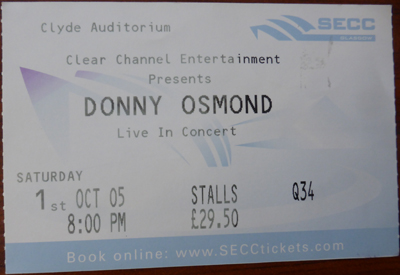 Clyde Auditorium
SECC
GLASGOW
Clear Channel Entertainment
Presents
DONNY OSMOND
Live In Concert
SATURDAY
1st OCT 05 STALLS Q34
8:00 PM £29.50
Book online: www.SECCtickets.com